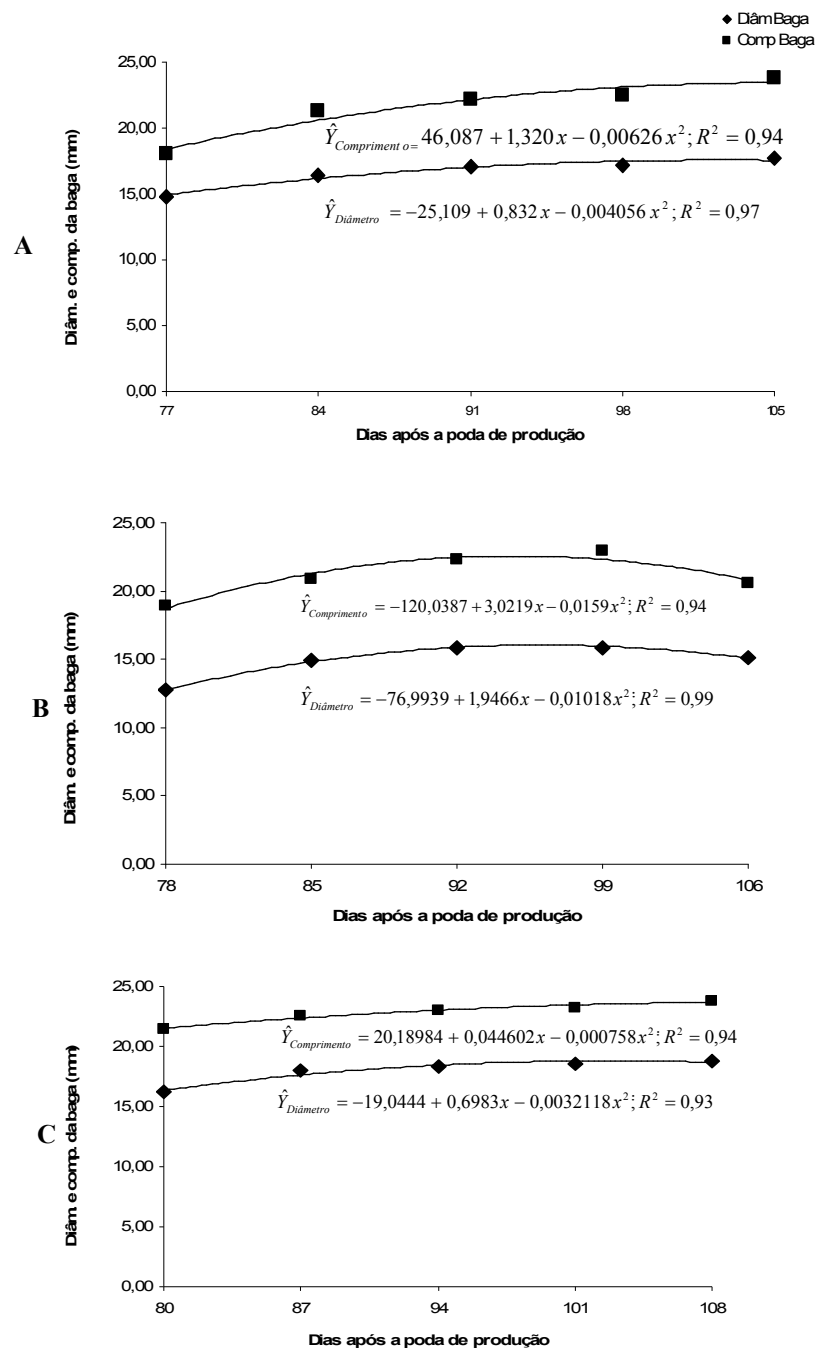 Diâm Baga
Comp Baga
25,00
20,00
15,00
10,00
5,00
0,00
77 84 91 98 105
Diâm. e comp. da baga (mm)
Dias após a poda de produção
A
Ŷ_Comprimento= 46,087 + 1,320x − 0,00626x²; R² = 0,94
Ŷ_Diâmetro = −25,109 + 0,832x − 0,004056x²; R² = 0,97
25,00
20,00
15,00
10,00
5,00
0,00
78 85 92 99 106
Diâm. e comp. da baga (mm)
Dias após a poda de produção
B
Ŷ_Comprimento = −120,0387 + 3,0219x − 0,0159x²; R² = 0,94
Ŷ_Diâmetro = −76,9939 + 1,9466x − 0,01018x²; R² = 0,99
25,00
20,00
15,00
10,00
5,00
0,00
80 87 94 101 108
Diâm. e comp. da baga (mm)
Dias após a poda de produção
C
Ŷ_Comprimento = 20,18984 + 0,044602x − 0,000758x²; R² = 0,94
Ŷ_Diâmetro = −19,0444 + 0,6983x − 0,0032118x²; R² = 0,93